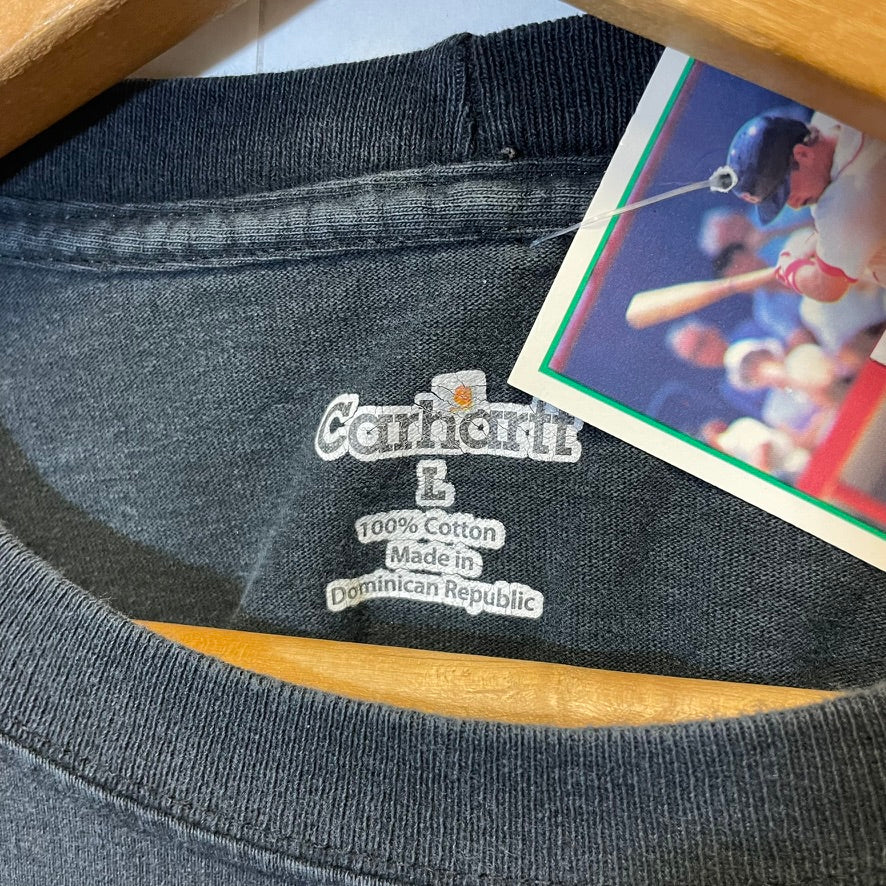 Carhartt
L
100% Cotton
Made in
Dominican Republic